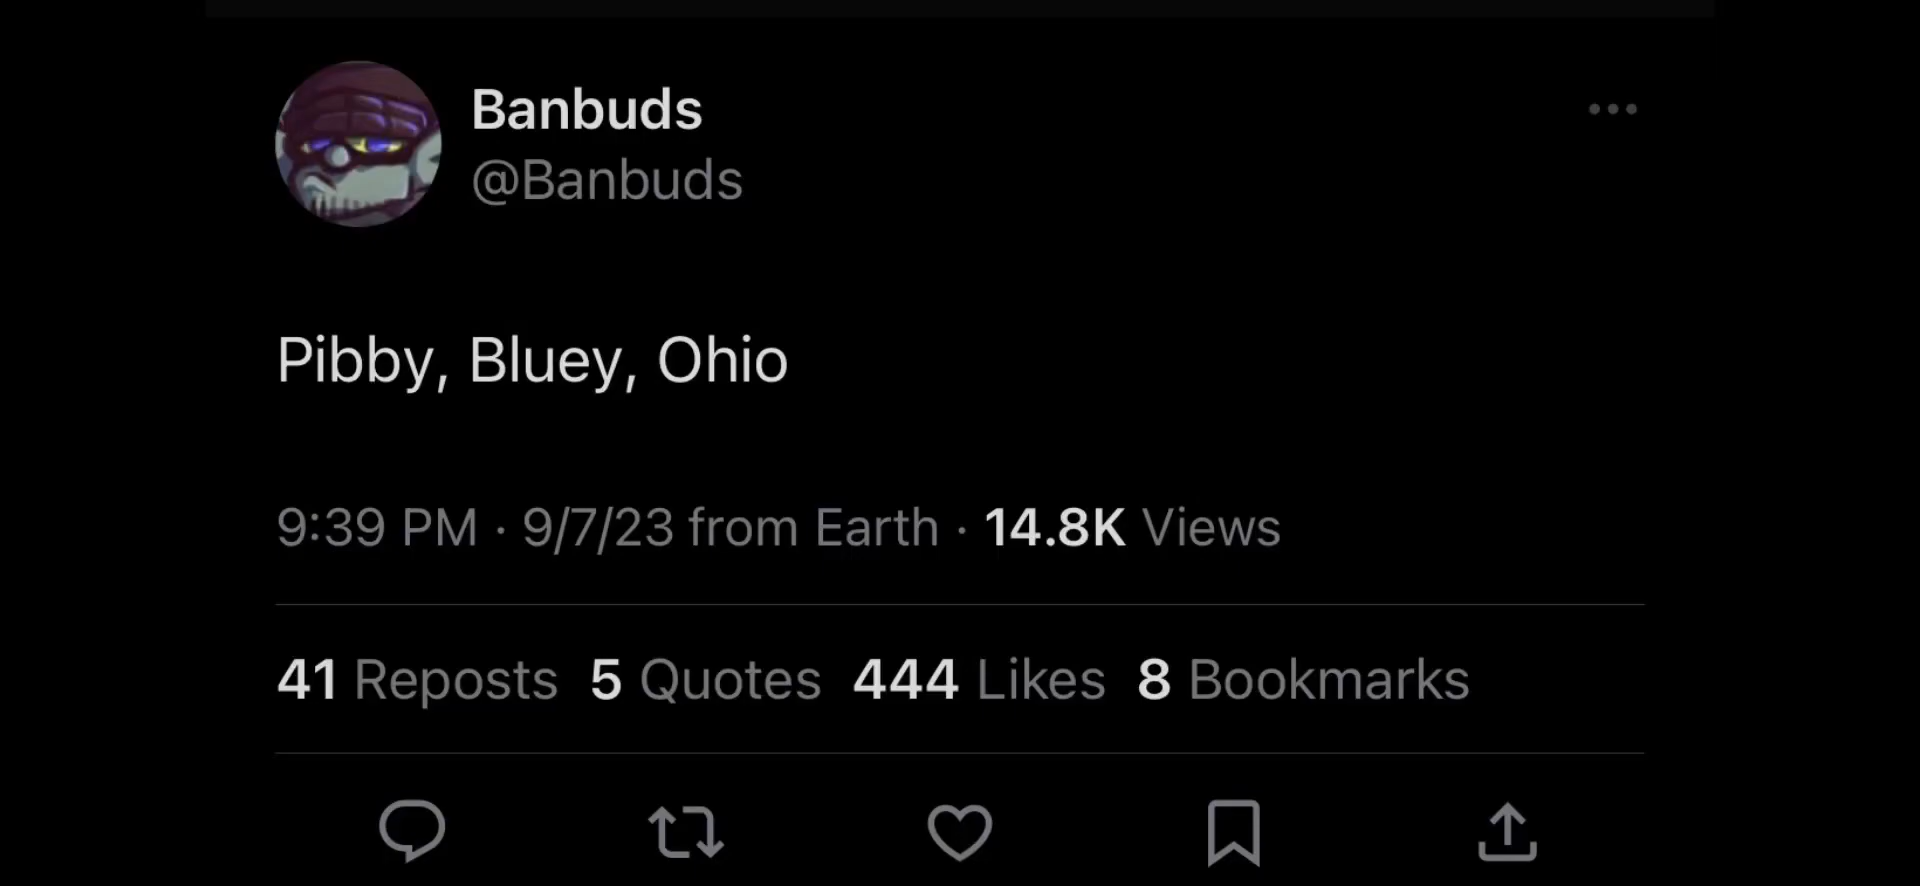 Banbuds
@Banbuds
Pibby, Bluey, Ohio
9:39 PM · 9/7/23 from Earth · 14.8K Views
41 Reposts 5 Quotes 444 Likes 8 Bookmarks